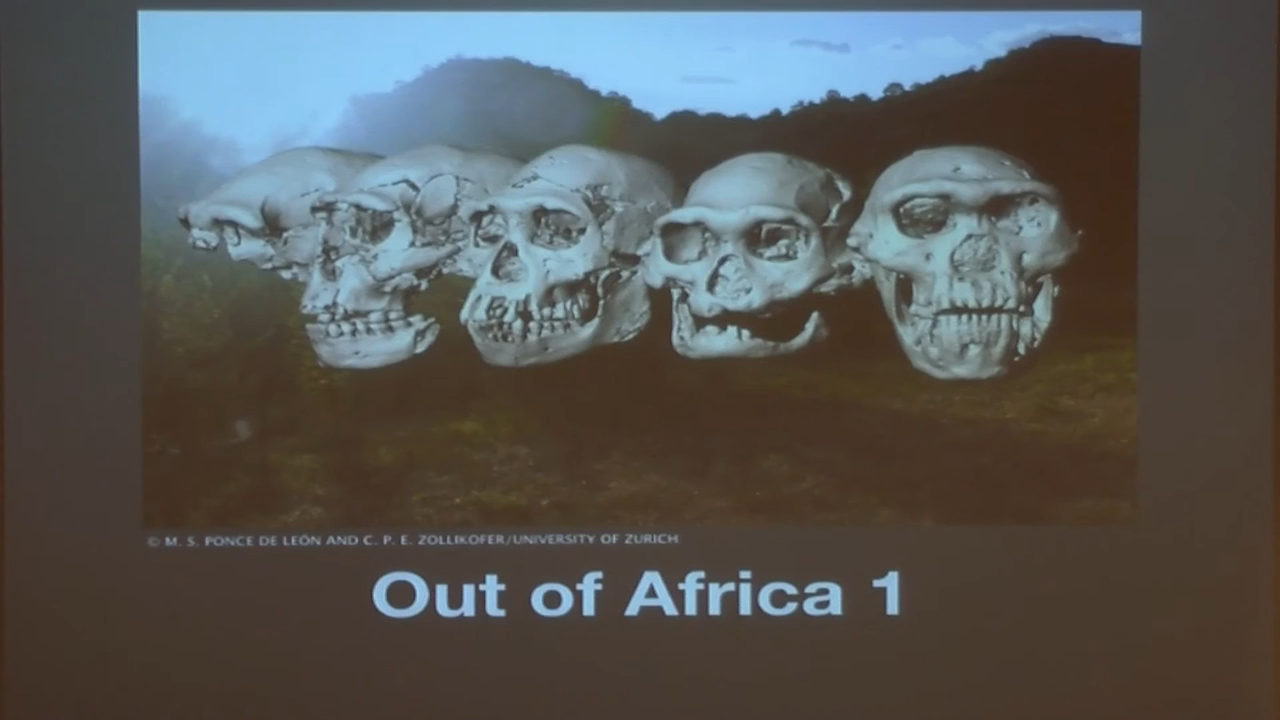 © M. S. PONCE DE LEÓN AND C. P. E. ZOLLIKOFER/UNIVERSITY OF ZURICH
Out of Africa 1